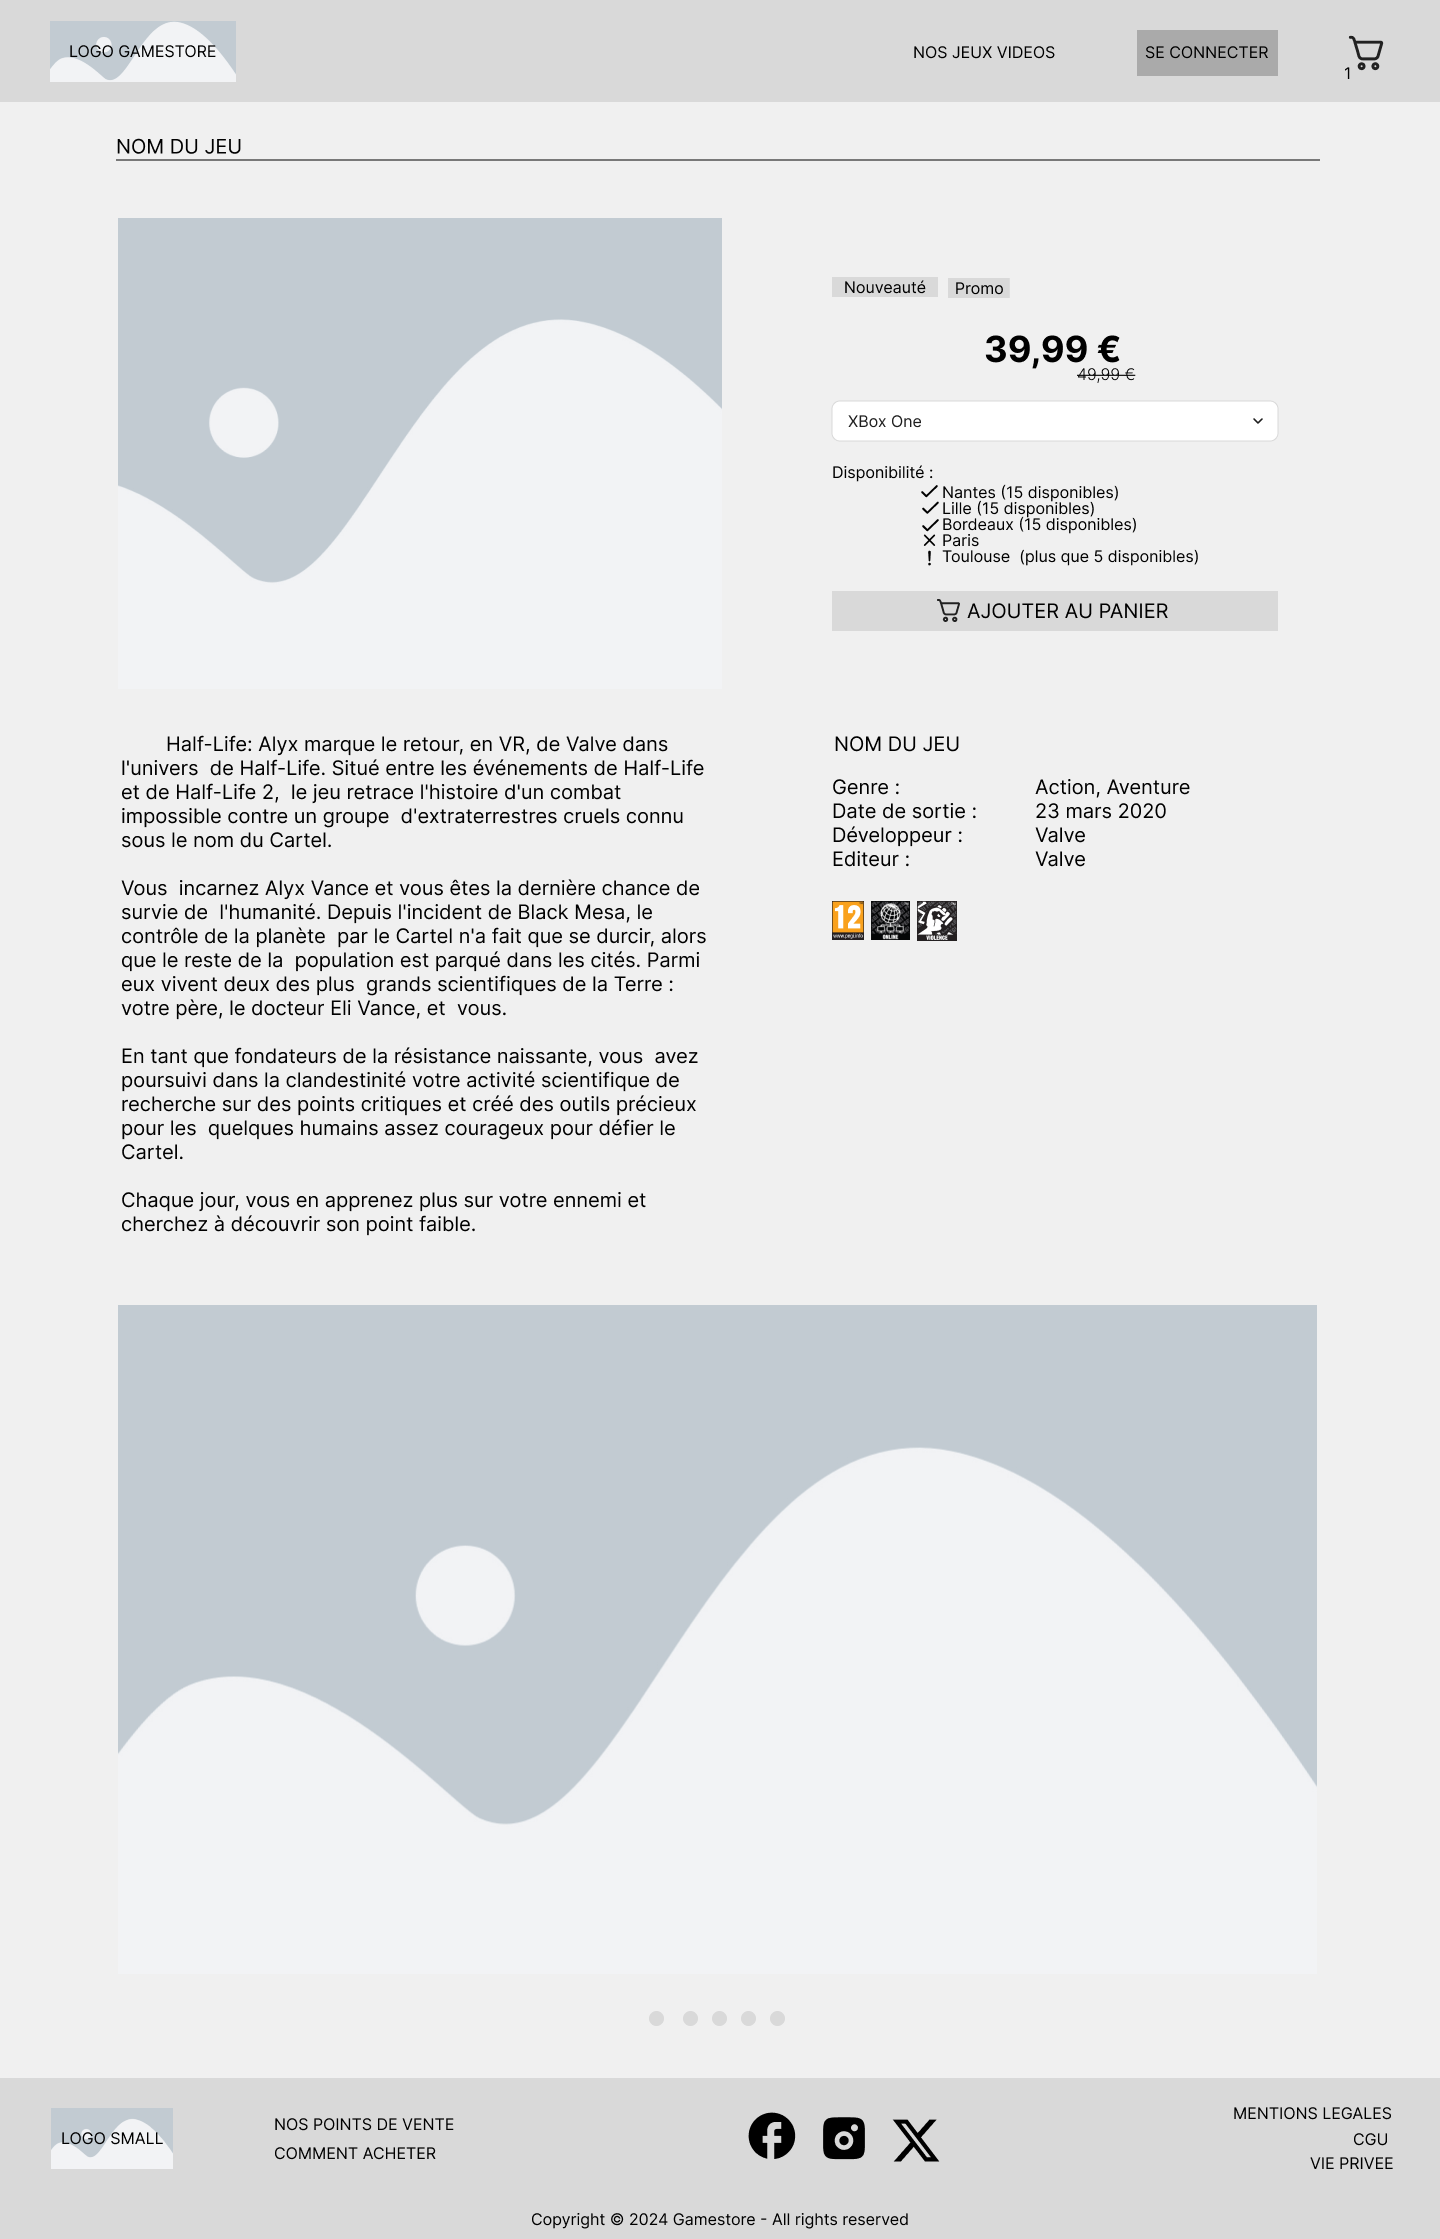 LOGO GAMESTORE
NOS JEUX VIDEOS
SE CONNECTER
1
NOM DU JEU
Nouveauté
Promo
39,99 €
49,99 €
XBox One
Disponibilité :
Nantes (15 disponibles)
Lille (15 disponibles)
Bordeaux (15 disponibles)
Paris
Toulouse (plus que 5 disponibles)
AJOUTER AU PANIER
Half-Life: Alyx marque le retour, en VR, de Valve dans
l'univers de Half-Life. Situé entre les événements de Half-Life
et de Half-Life 2, le jeu retrace l'histoire d'un combat
impossible contre un groupe d'extraterrestres cruels connu
sous le nom du Cartel.
Vous incarnez Alyx Vance et vous êtes la dernière chance de
survie de l'humanité. Depuis l'incident de Black Mesa, le
contrôle de la planète par le Cartel n'a fait que se durcir, alors
que le reste de la population est parqué dans les cités. Parmi
eux vivent deux des plus grands scientifiques de la Terre :
votre père, le docteur Eli Vance, et vous.
En tant que fondateurs de la résistance naissante, vous avez
poursuivi dans la clandestinité votre activité scientifique de
recherche sur des points critiques et créé des outils précieux
pour les quelques humains assez courageux pour défier le
Cartel.
Chaque jour, vous en apprenez plus sur votre ennemi et
cherchez à découvrir son point faible.
NOM DU JEU
Genre : Action, Aventure
Date de sortie : 23 mars 2020
Développeur : Valve
Editeur : Valve
12
www.pegi.info
ONLINE
VIOLENCE
LOGO SMALL
NOS POINTS DE VENTE
COMMENT ACHETER
MENTIONS LEGALES
CGU
VIE PRIVEE
Copyright © 2024 Gamestore - All rights reserved